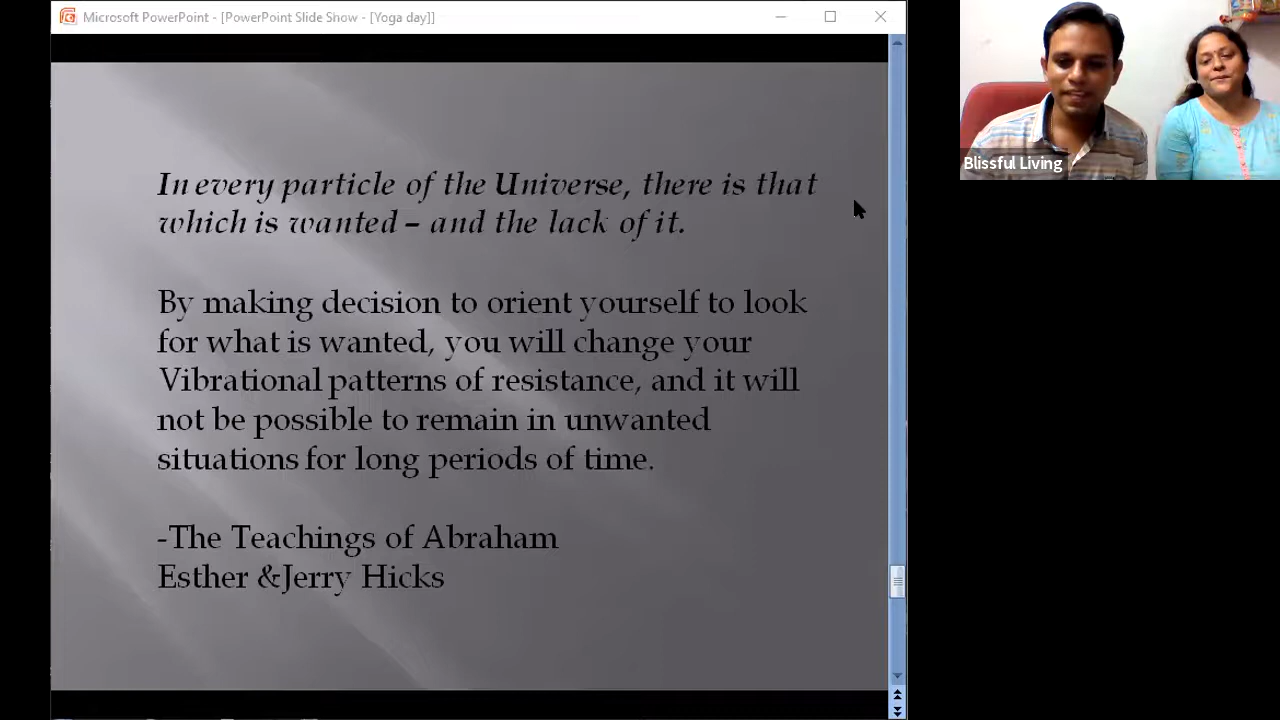 Microsoft PowerPoint - [PowerPoint Slide Show - [Yoga day]]
In every particle of the Universe, there is that
which is wanted – and the lack of it.
By making decision to orient yourself to look
for what is wanted, you will change your
Vibrational patterns of resistance, and it will
not be possible to remain in unwanted
situations for long periods of time.
-The Teachings of Abraham
Esther &Jerry Hicks
Blissful Living